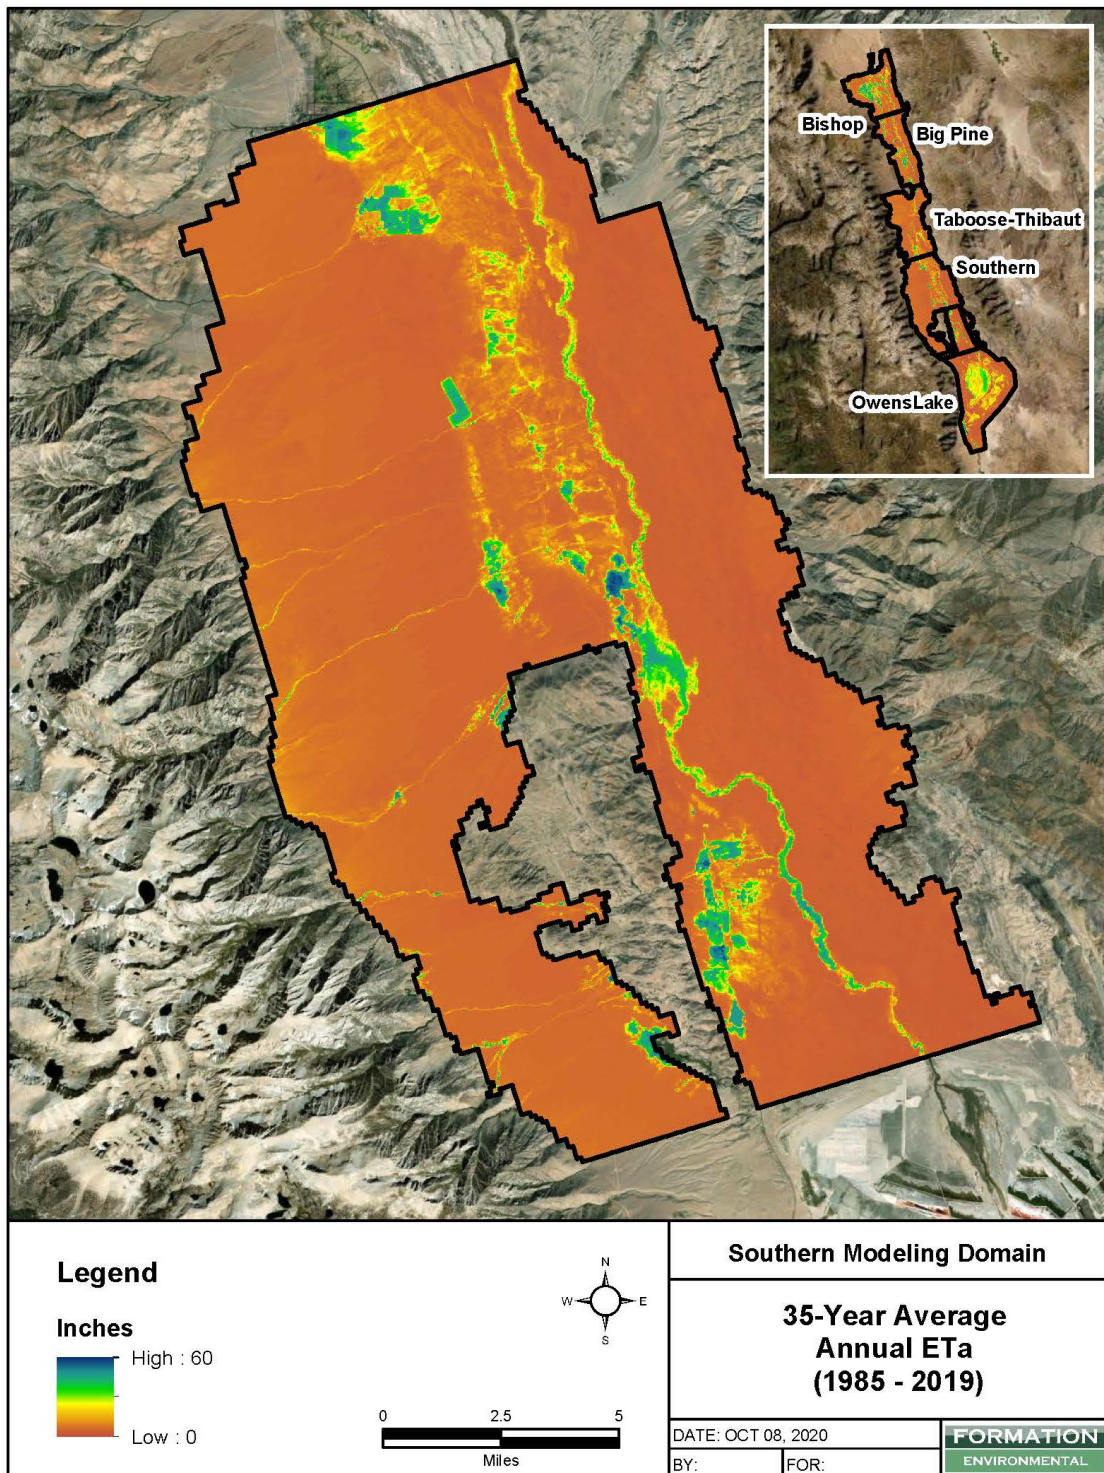 Bishop
Big Pine
Taboose-Thibaut
Southern
OwensLake
Legend
Inches
High : 60
Low : 0
N
W E
S
0 2.5 5
Miles
Southern Modeling Domain
35-Year Average
Annual ETa
(1985 - 2019)
DATE: OCT 08, 2020
BY: FOR:
FORMATION
ENVIRONMENTAL